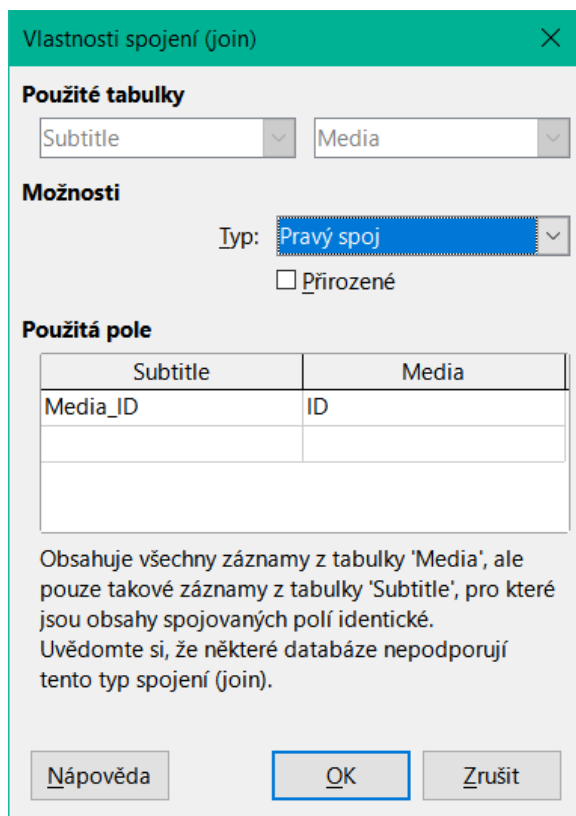 Vlastnosti spojení (join)
Použité tabulky
Subtitle Media
Možnosti
Typ: Pravý spoj
Přirozené
Použitá pole
Subtitle Media
Media_ID ID
Obsahuje všechny záznamy z tabulky 'Media', ale
pouze takové záznamy z tabulky 'Subtitle', pro které
jsou obsahy spojovaných polí identické.
Uvědomte si, že některé databáze nepodporují
tento typ spojení (join).
Nápověda OK Zrušit